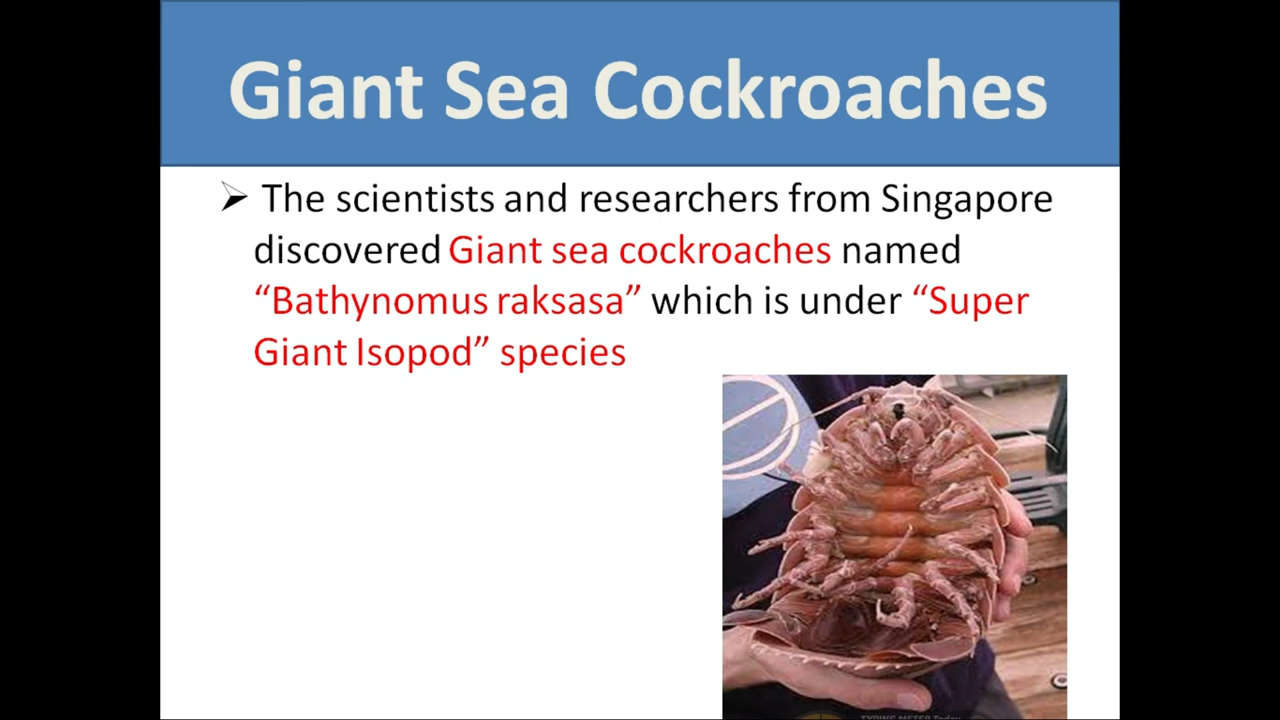 Giant Sea Cockroaches
➢ The scientists and researchers from Singapore
discovered Giant sea cockroaches named
“Bathynomus raksasa” which is under “Super
Giant Isopod” species